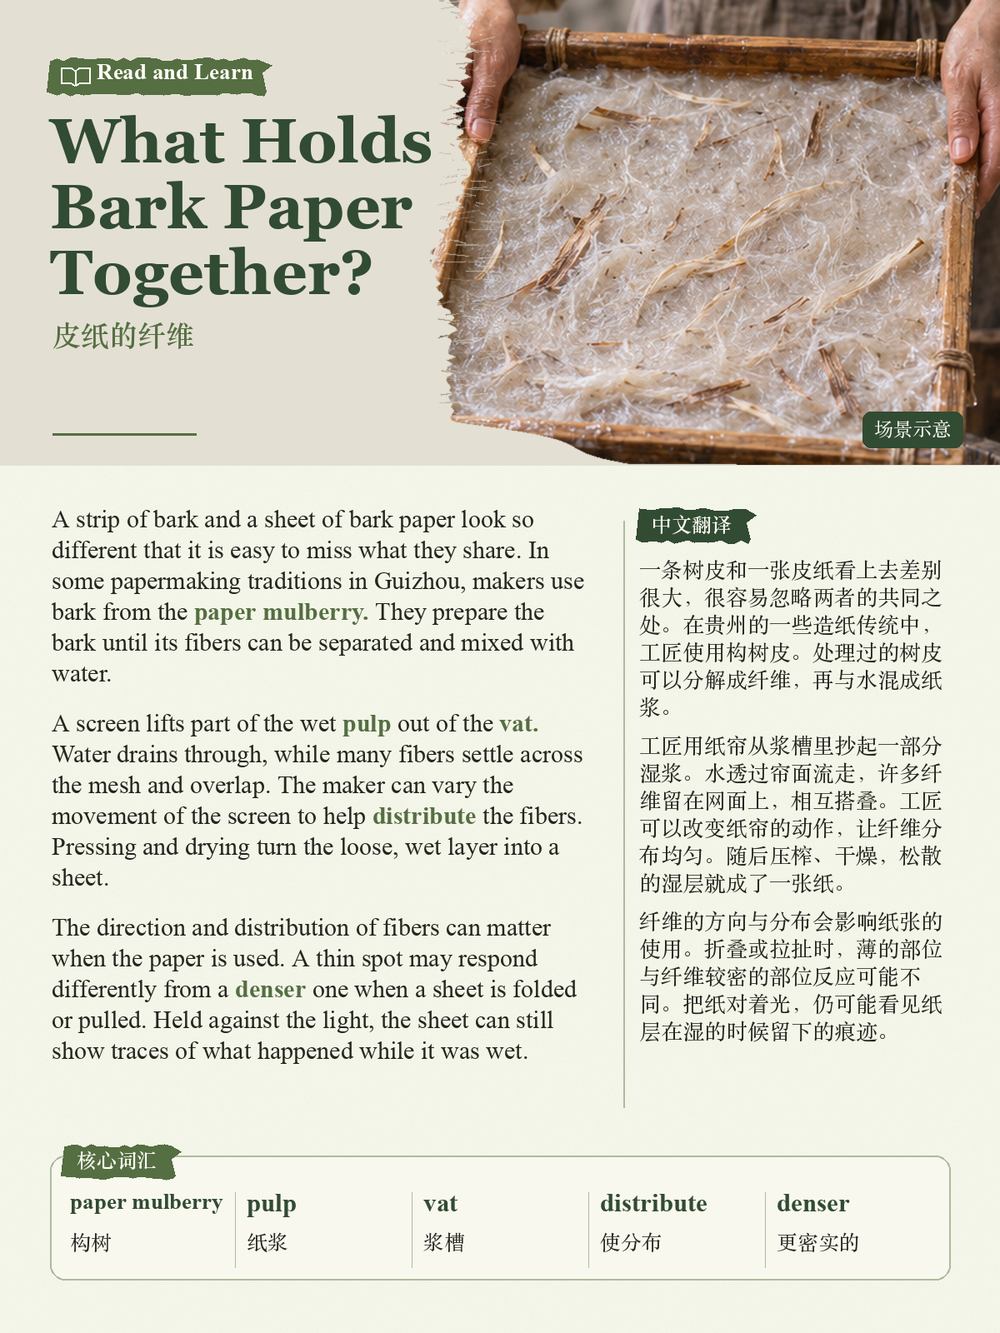 Read and Learn
What Holds
Bark Paper
Together?
皮纸的纤维
场景示意
A strip of bark and a sheet of bark paper look so
different that it is easy to miss what they share. In
some papermaking traditions in Guizhou, makers use
bark from the paper mulberry. They prepare the
bark until its fibers can be separated and mixed with
water.
A screen lifts part of the wet pulp out of the vat.
Water drains through, while many fibers settle across
the mesh and overlap. The maker can vary the
movement of the screen to help distribute the fibers.
Pressing and drying turn the loose, wet layer into a
sheet.
The direction and distribution of fibers can matter
when the paper is used. A thin spot may respond
differently from a denser one when a sheet is folded
or pulled. Held against the light, the sheet can still
show traces of what happened while it was wet.
中文翻译
一条树皮和一张皮纸看上去差别
很大，很容易忽略两者的共同之
处。在贵州的一些造纸传统中，
工匠使用构树皮。处理过的树皮
可以分解成纤维，再与水混成纸
浆。
工匠用纸帘从浆槽里抄起一部分
湿浆。水透过帘面流走，许多纤
维留在网面上，相互搭叠。工匠
可以改变纸帘的动作，让纤维分
布均匀。随后压榨、干燥，松散
的湿层就成了一张纸。
纤维的方向与分布会影响纸张的
使用。折叠或拉扯时，薄的部位
与纤维较密的部位反应可能不
同。把纸对着光，仍可能看见纸
层在湿的时候留下的痕迹。
核心词汇
paper mulberry
构树
pulp
纸浆
vat
浆槽
distribute
使分布
denser
更密实的